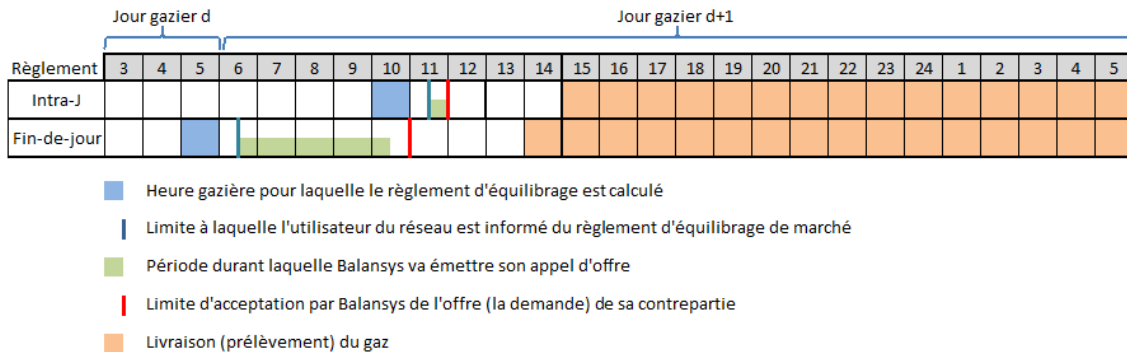 Jour gazier d Jour gazier d+1
Règlement 3 4 5 6 7 8 9 10 11 12 13 14 15 16 17 18 19 20 21 22 23 24 1 2 3 4 5
Intra-J
Fin-de-jour
Heure gazière pour laquelle le règlement d'équilibrage est calculé
Limite à laquelle l'utilisateur du réseau est informé du règlement d'équilibrage de marché
Période durant laquelle Balansys va émettre son appel d'offre
Limite d'acceptation par Balansys de l'offre (la demande) de sa contrepartie
Livraison (prélèvement) du gaz